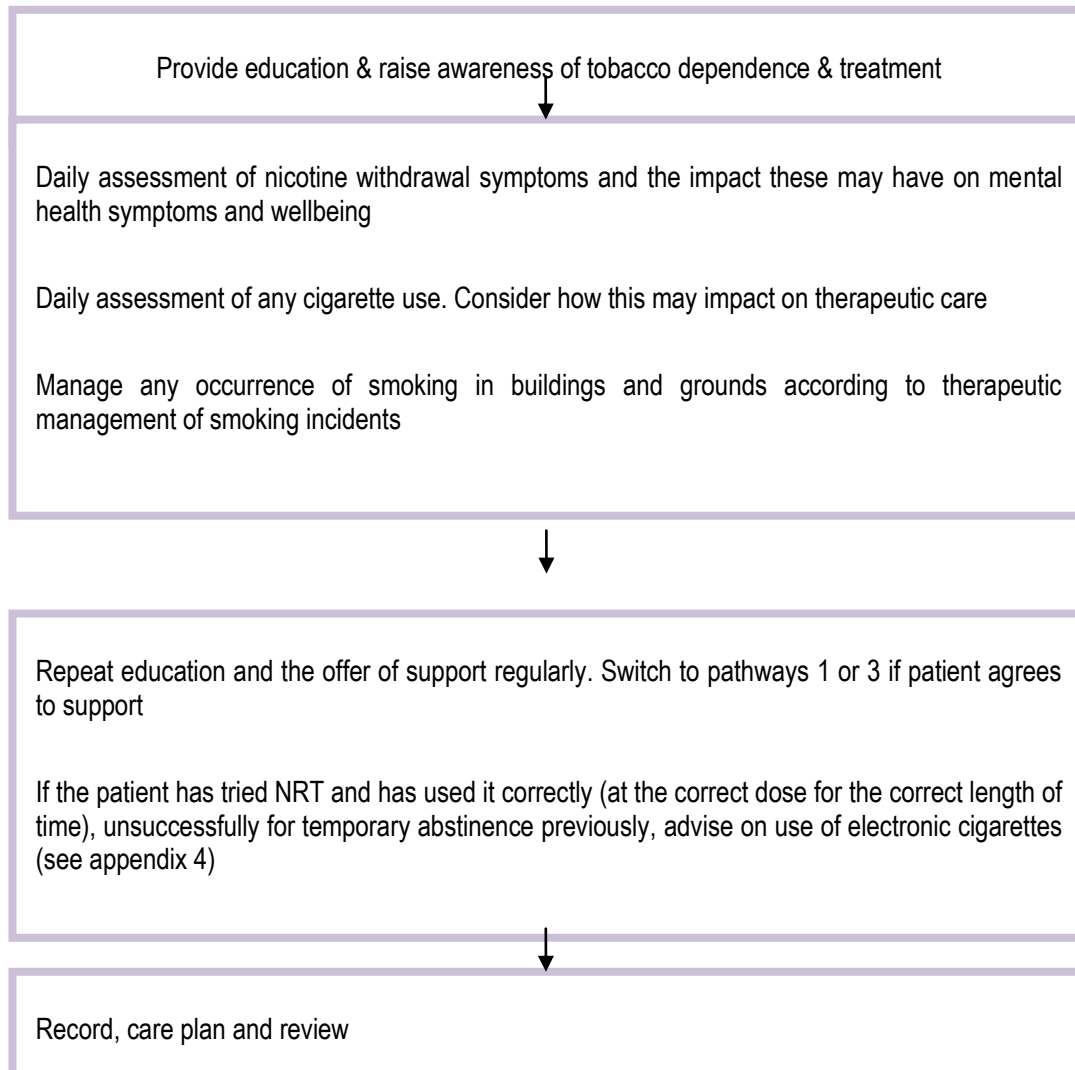 Provide education & raise awareness of tobacco dependence & treatment
Daily assessment of nicotine withdrawal symptoms and the impact these may have on mental
health symptoms and wellbeing
Daily assessment of any cigarette use. Consider how this may impact on therapeutic care
Manage any occurrence of smoking in buildings and grounds according to therapeutic
management of smoking incidents
Repeat education and the offer of support regularly. Switch to pathways 1 or 3 if patient agrees
to support
If the patient has tried NRT and has used it correctly (at the correct dose for the correct length of
time), unsuccessfully for temporary abstinence previously, advise on use of electronic cigarettes
(see appendix 4)
Record, care plan and review